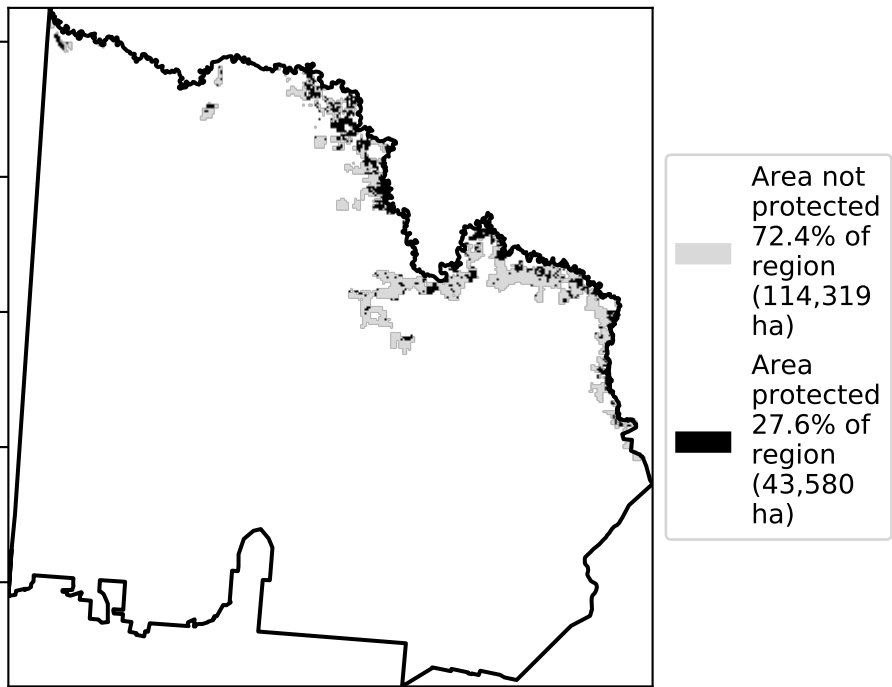 Area not
protected
72.4% of
region
(114,319
ha)
Area
protected
27.6% of
region
(43,580
ha)